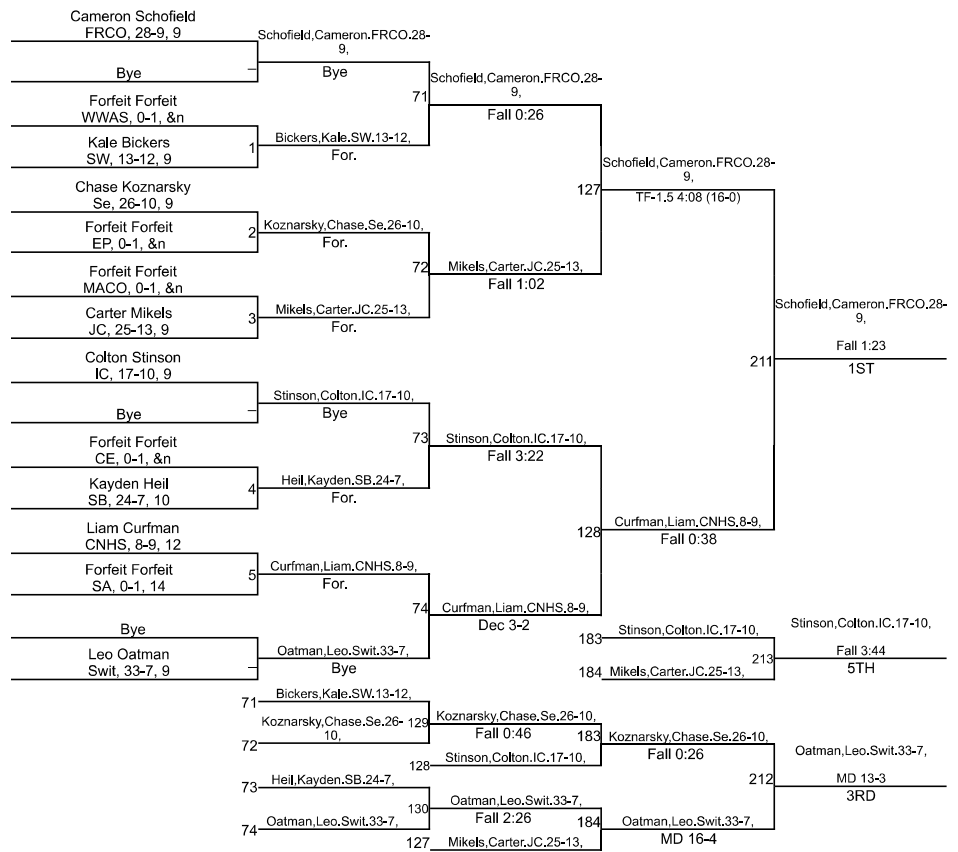 Cameron Schofield
FRCO, 28-9, 9
Bye
Forfeit Forfeit
WWAS, 0-1, &n
Kale Bickers
SW, 13-12, 9
Chase Koznarsky
Se, 26-10, 9
Forfeit Forfeit
EP, 0-1, &n
Forfeit Forfeit
MACO, 0-1, &n
Carter Mikels
JC, 25-13, 9
Colton Stinson
IC, 17-10, 9
Bye
Forfeit Forfeit
CE, 0-1, &n
Kayden Heil
SB, 24-7, 10
Liam Curfman
CNHS, 8-9, 12
Forfeit Forfeit
SA, 0-1, 14
Bye
Leo Oatman
Swit, 33-7, 9
–
1
2
3
–
4
5
–
Schofield,Cameron.FRCO.28-
9,
Bye
Bickers,Kale.SW.13-12,
For.
Koznarsky,Chase.Se.26-10,
For.
Mikels,Carter.JC.25-13,
For.
Stinson,Colton.IC.17-10,
Bye
Heil,Kayden.SB.24-7,
For.
Curfman,Liam.CNHS.8-9,
For.
Oatman,Leo.Swit.33-7,
Bye
71
72
73
74
Schofield,Cameron.FRCO.28-
9,
Fall 0:26
Mikels,Carter.JC.25-13,
Fall 1:02
Stinson,Colton.IC.17-10,
Fall 3:22
Curfman,Liam.CNHS.8-9,
Dec 3-2
127
128
Schofield,Cameron.FRCO.28-
9,
TF-1.5 4:08 (16-0)
Curfman,Liam.CNHS.8-9,
Fall 0:38
211
Schofield,Cameron.FRCO.28-
9,
Fall 1:23
1ST
183
Stinson,Colton.IC.17-10,
184
Mikels,Carter.JC.25-13,
213
Stinson,Colton.IC.17-10,
Fall 3:44
5TH
71
Bickers,Kale.SW.13-12,
72
Koznarsky,Chase.Se.26-
10,
73
Heil,Kayden.SB.24-7,
74
Oatman,Leo.Swit.33-7,
129
Koznarsky,Chase.Se.26-10,
Fall 0:46
128
Stinson,Colton.IC.17-10,
130
Oatman,Leo.Swit.33-7,
Fall 2:26
127
Mikels,Carter.JC.25-13,
183
Koznarsky,Chase.Se.26-10,
Fall 0:26
184
Oatman,Leo.Swit.33-7,
MD 16-4
212
Oatman,Leo.Swit.33-7,
MD 13-3
3RD